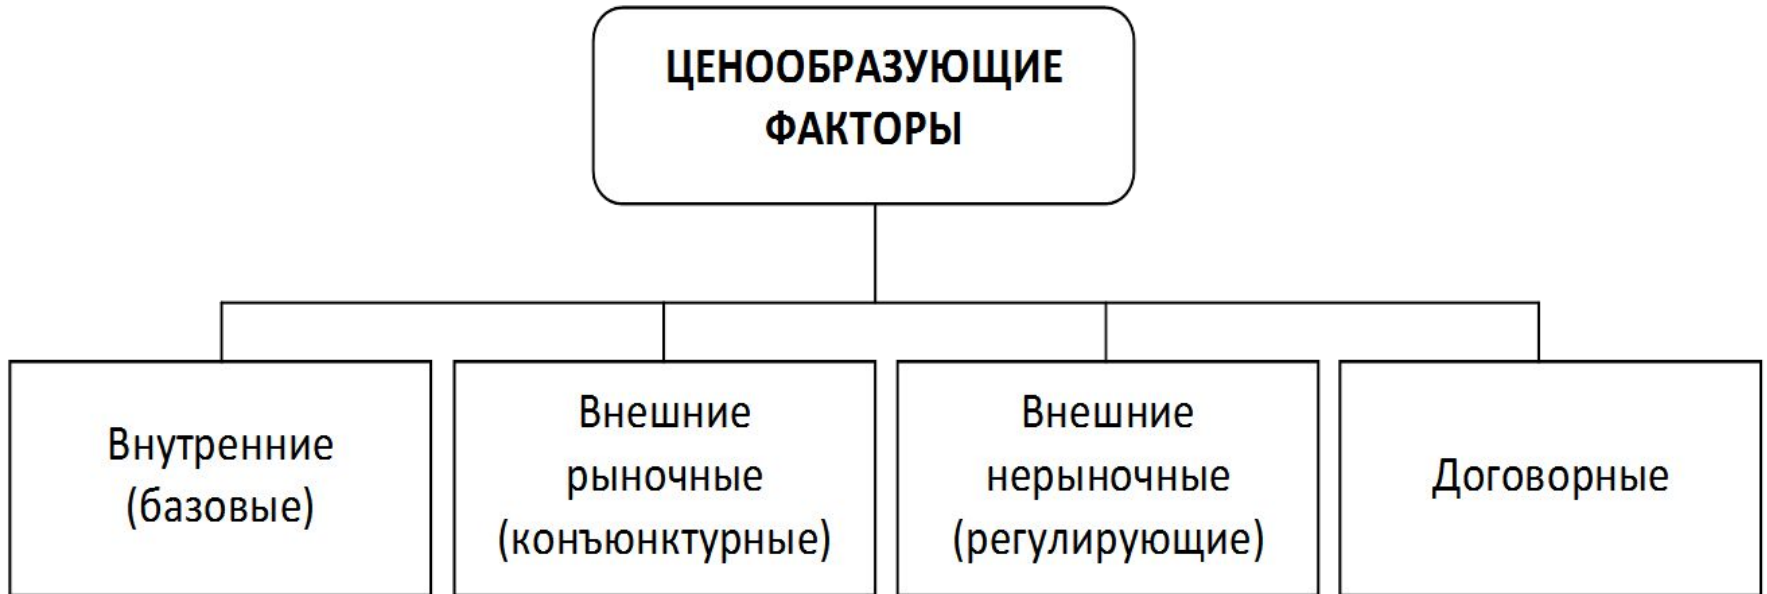 ЦЕНООБРАЗУЮЩИЕ
ФАКТОРЫ
Внутренние
(базовые)
Внешние
рыночные
(конъюнктурные)
Внешние
нерыночные
(регулирующие)
Договорные